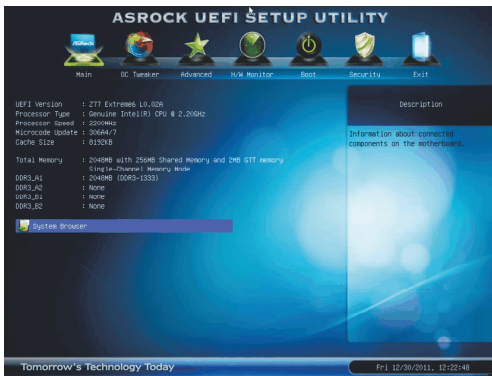 ASROCK UEFI SETUP UTILITY
ASRock
Main OC Tweaker Advanced H/W Monitor Boot Security Exit
UEFI Version : Z77 Extreme6 L0.02A
Processor Type : Genuine Intel(R) CPU @ 2.20GHz
Processor Speed : 2200MHz
Microcode Update : 306A4/7
Cache Size : 8192KB
Total Memory : 2048MB with 256MB Shared Memory and 2MB GTT memory
Single-Channel Memory Mode
DDR3_A1 : 2048MB (DDR3-1333)
DDR3_A2 : None
DDR3_B1 : None
DDR3_B2 : None
System Browser
Description
Information about connected
components on the motherboard.
Tomorrow's Technology Today
Fri 12/30/2011, 12:22:48